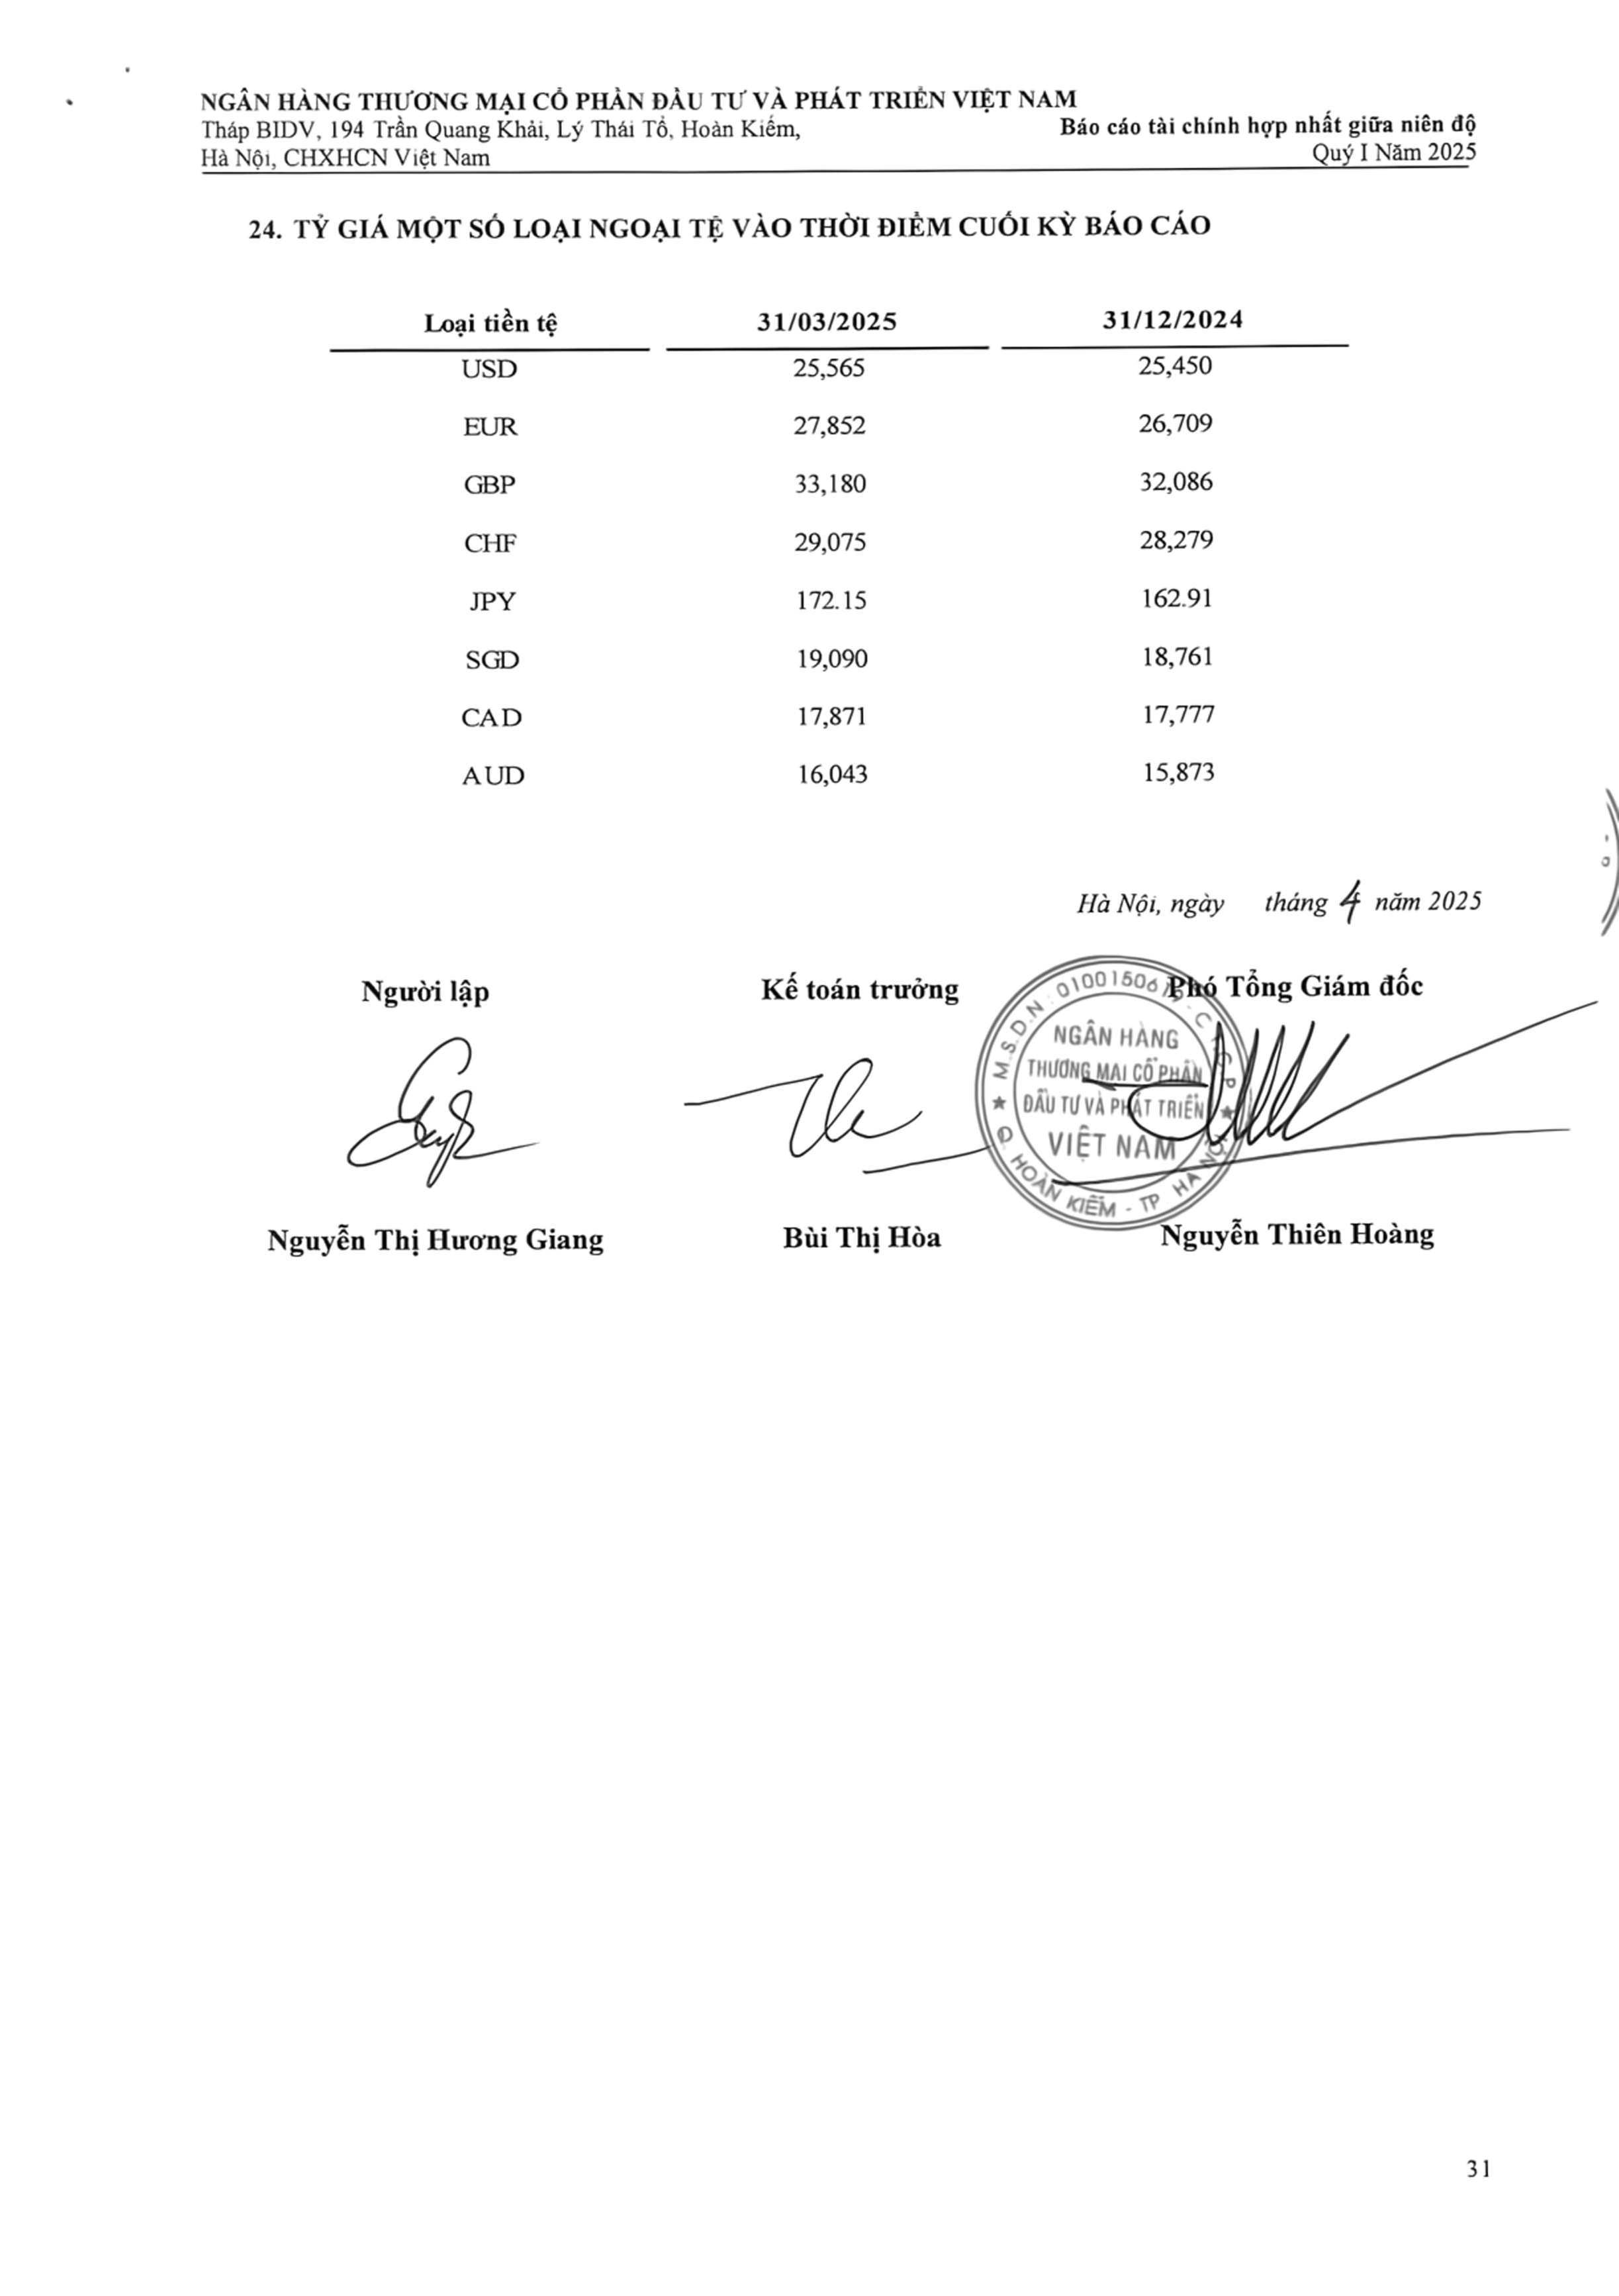 NGÂN HÀNG THƯƠNG MẠI CỔ PHẦN ĐẦU TƯ VÀ PHÁT TRIỂN VIỆT NAM
Tháp BIDV, 194 Trần Quang Khải, Lý Thái Tổ, Hoàn Kiếm,
Báo cáo tài chính hợp nhất giữa niên độ
Hà Nội, CHXHCN Việt Nam
Quý I Năm 2025
24. TỶ GIÁ MỘT SỐ LOẠI NGOẠI TỆ VÀO THỜI ĐIỂM CUỐI KỲ BÁO CÁO
Loại tiền tệ 31/03/2025 31/12/2024
USD 25,565 25,450
EUR 27,852 26,709
GBP 33,180 32,086
CHF 29,075 28,279
JPY 172.15 162.91
SGD 19,090 18,761
CAD 17,871 17,777
AUD 16,043 15,873
Hà Nội, ngày tháng 4 năm 2025
Người lập Kế toán trưởng Phó Tổng Giám đốc
M.S.D.N: 0100150619 - C.T.C.P
NGÂN HÀNG
THƯƠNG MẠI CỔ PHẦN
ĐẦU TƯ VÀ PHÁT TRIỂN
VIỆT NAM
Q. HOÀN KIẾM - TP HÀ NỘI
Nguyễn Thị Hương Giang Bùi Thị Hòa Nguyễn Thiên Hoàng
31